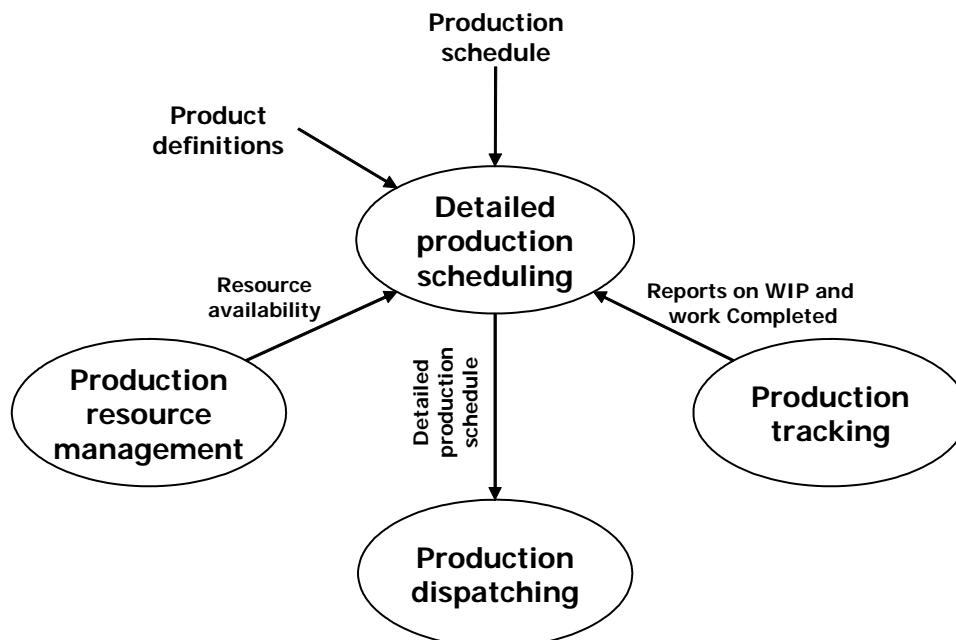 Production
schedule
Product
definitions
Detailed
production
scheduling
Resource
availability
Reports on WIP and
work Completed
Detailed
production
schedule
Production
resource
management
Production
tracking
Production
dispatching